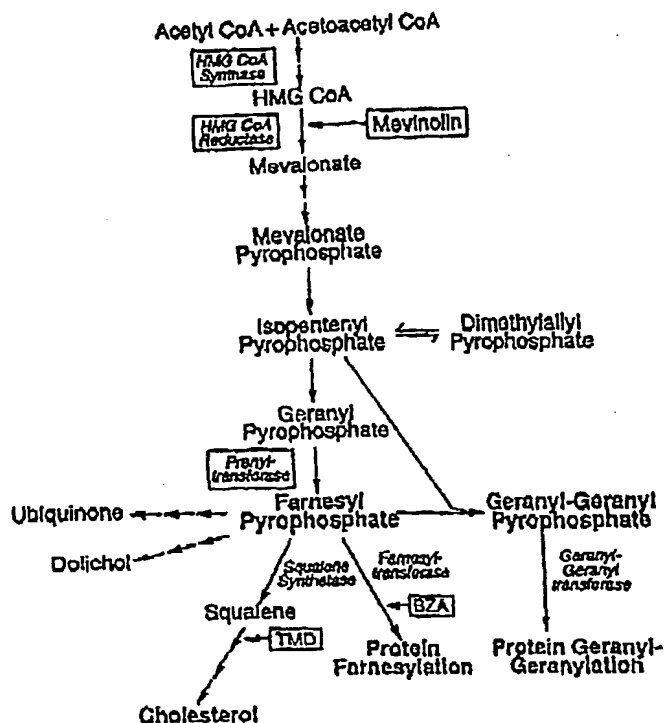 Acetyl CoA + Acetoacetyl CoA
HMG CoA
Synthase
HMG CoA
HMG CoA
Reductase
Mevinolin
Mevalonate
Mevalonate
Pyrophosphate
Isopentenyl
Pyrophosphate
Dimethylallyl
Pyrophosphate
Geranyl
Pyrophosphate
Prenyl-
transferase
Ubiquinone
Farnesyl
Pyrophosphate
Geranyl-Geranyl
Pyrophosphate
Dolichol
Squalene
Synthetase
Farnesyl-
transferase
Geranyl-
Geranyl
transferase
Squalene
BZA
TMD
Protein
Farnesylation
Protein Geranyl-
Geranylation
Cholesterol